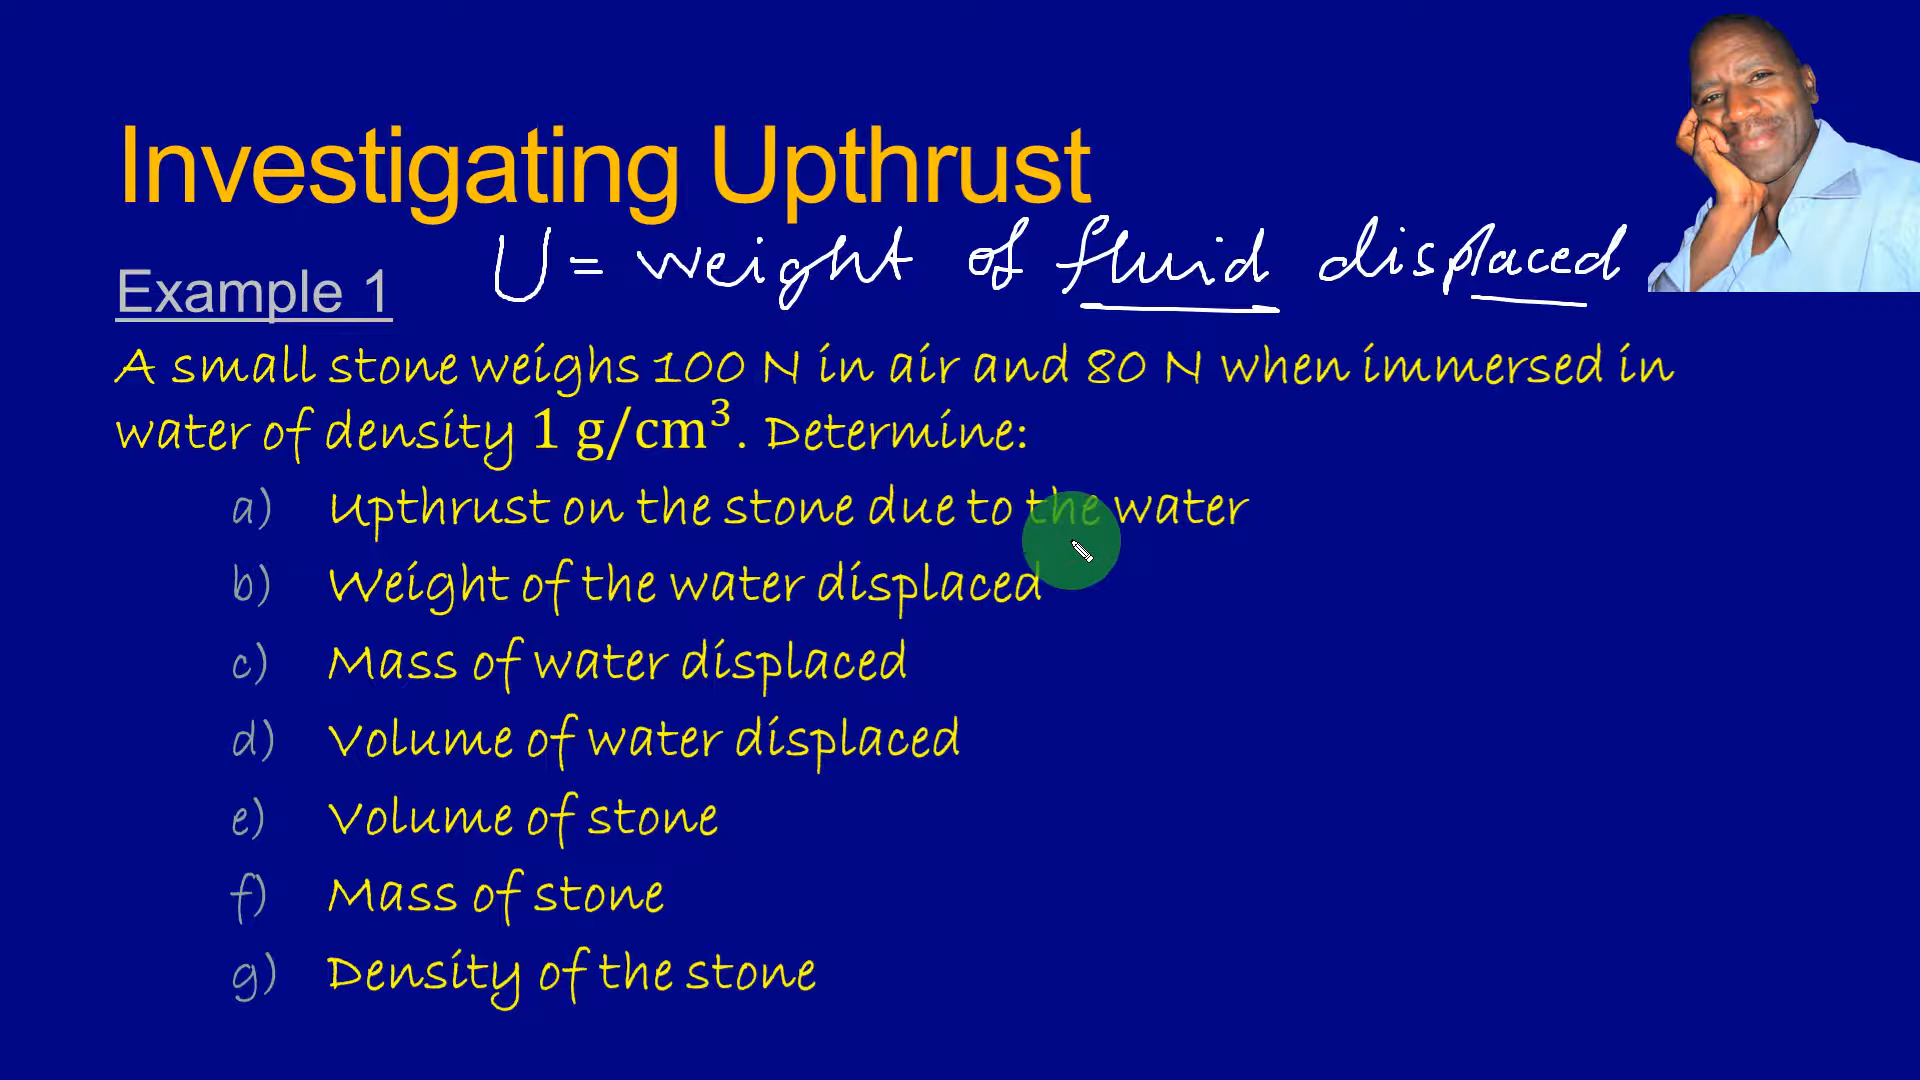 Investigating Upthrust
U = weight of fluid displaced
Example 1
A small stone weighs 100 N in air and 80 N when immersed in
water of density 1 g/cm³. Determine:
a) Upthrust on the stone due to the water
b) Weight of the water displaced
c) Mass of water displaced
d) Volume of water displaced
e) Volume of stone
f) Mass of stone
g) Density of the stone